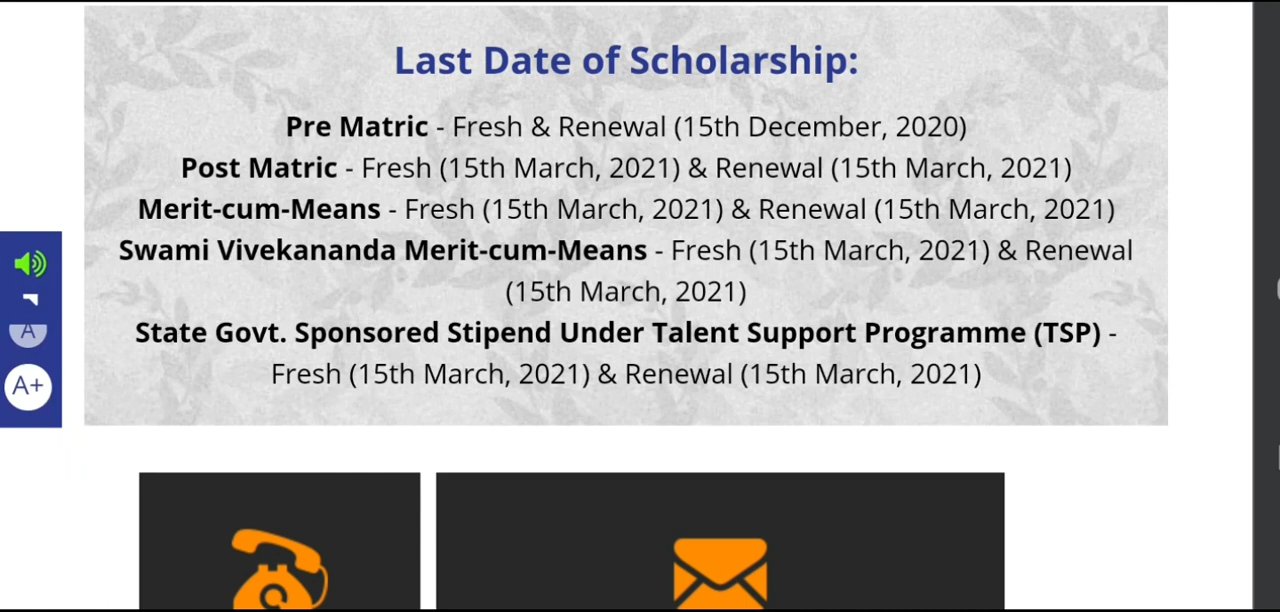 Last Date of Scholarship:
Pre Matric - Fresh & Renewal (15th December, 2020)
Post Matric - Fresh (15th March, 2021) & Renewal (15th March, 2021)
Merit-cum-Means - Fresh (15th March, 2021) & Renewal (15th March, 2021)
Swami Vivekananda Merit-cum-Means - Fresh (15th March, 2021) & Renewal
(15th March, 2021)
State Govt. Sponsored Stipend Under Talent Support Programme (TSP) -
Fresh (15th March, 2021) & Renewal (15th March, 2021)
A
A+